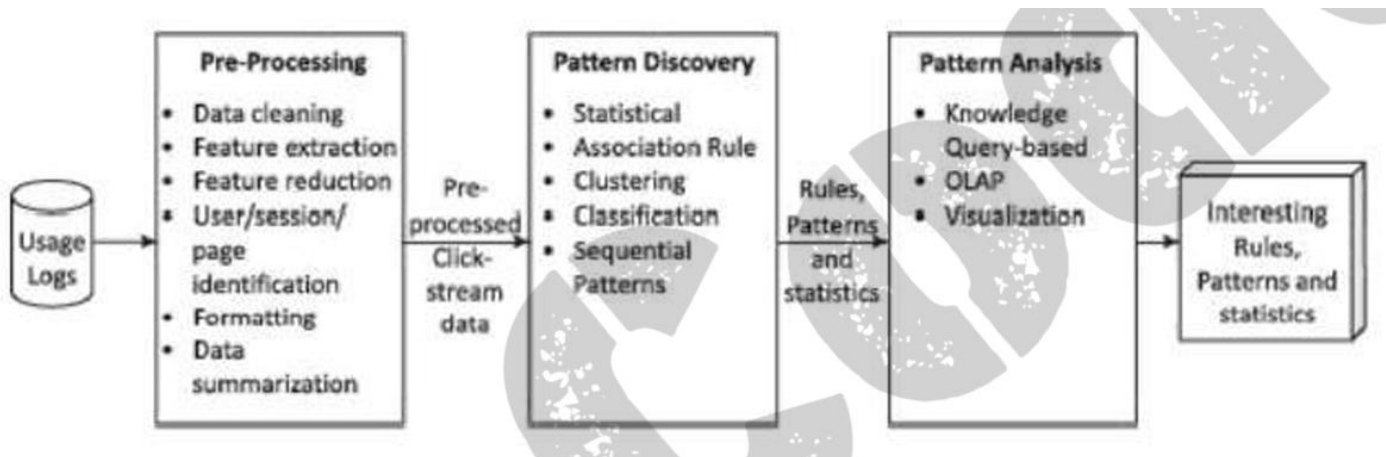 Usage
Logs
Pre-Processing
• Data cleaning
• Feature extraction
• Feature reduction
• User/session/
page
identification
• Formatting
• Data
summarization
Pre-
processed
Click-
stream
data
Pattern Discovery
• Statistical
• Association Rule
• Clustering
• Classification
• Sequential
Patterns
Rules,
Patterns
and
statistics
Pattern Analysis
• Knowledge
Query-based
• OLAP
• Visualization
Interesting
Rules,
Patterns and
statistics